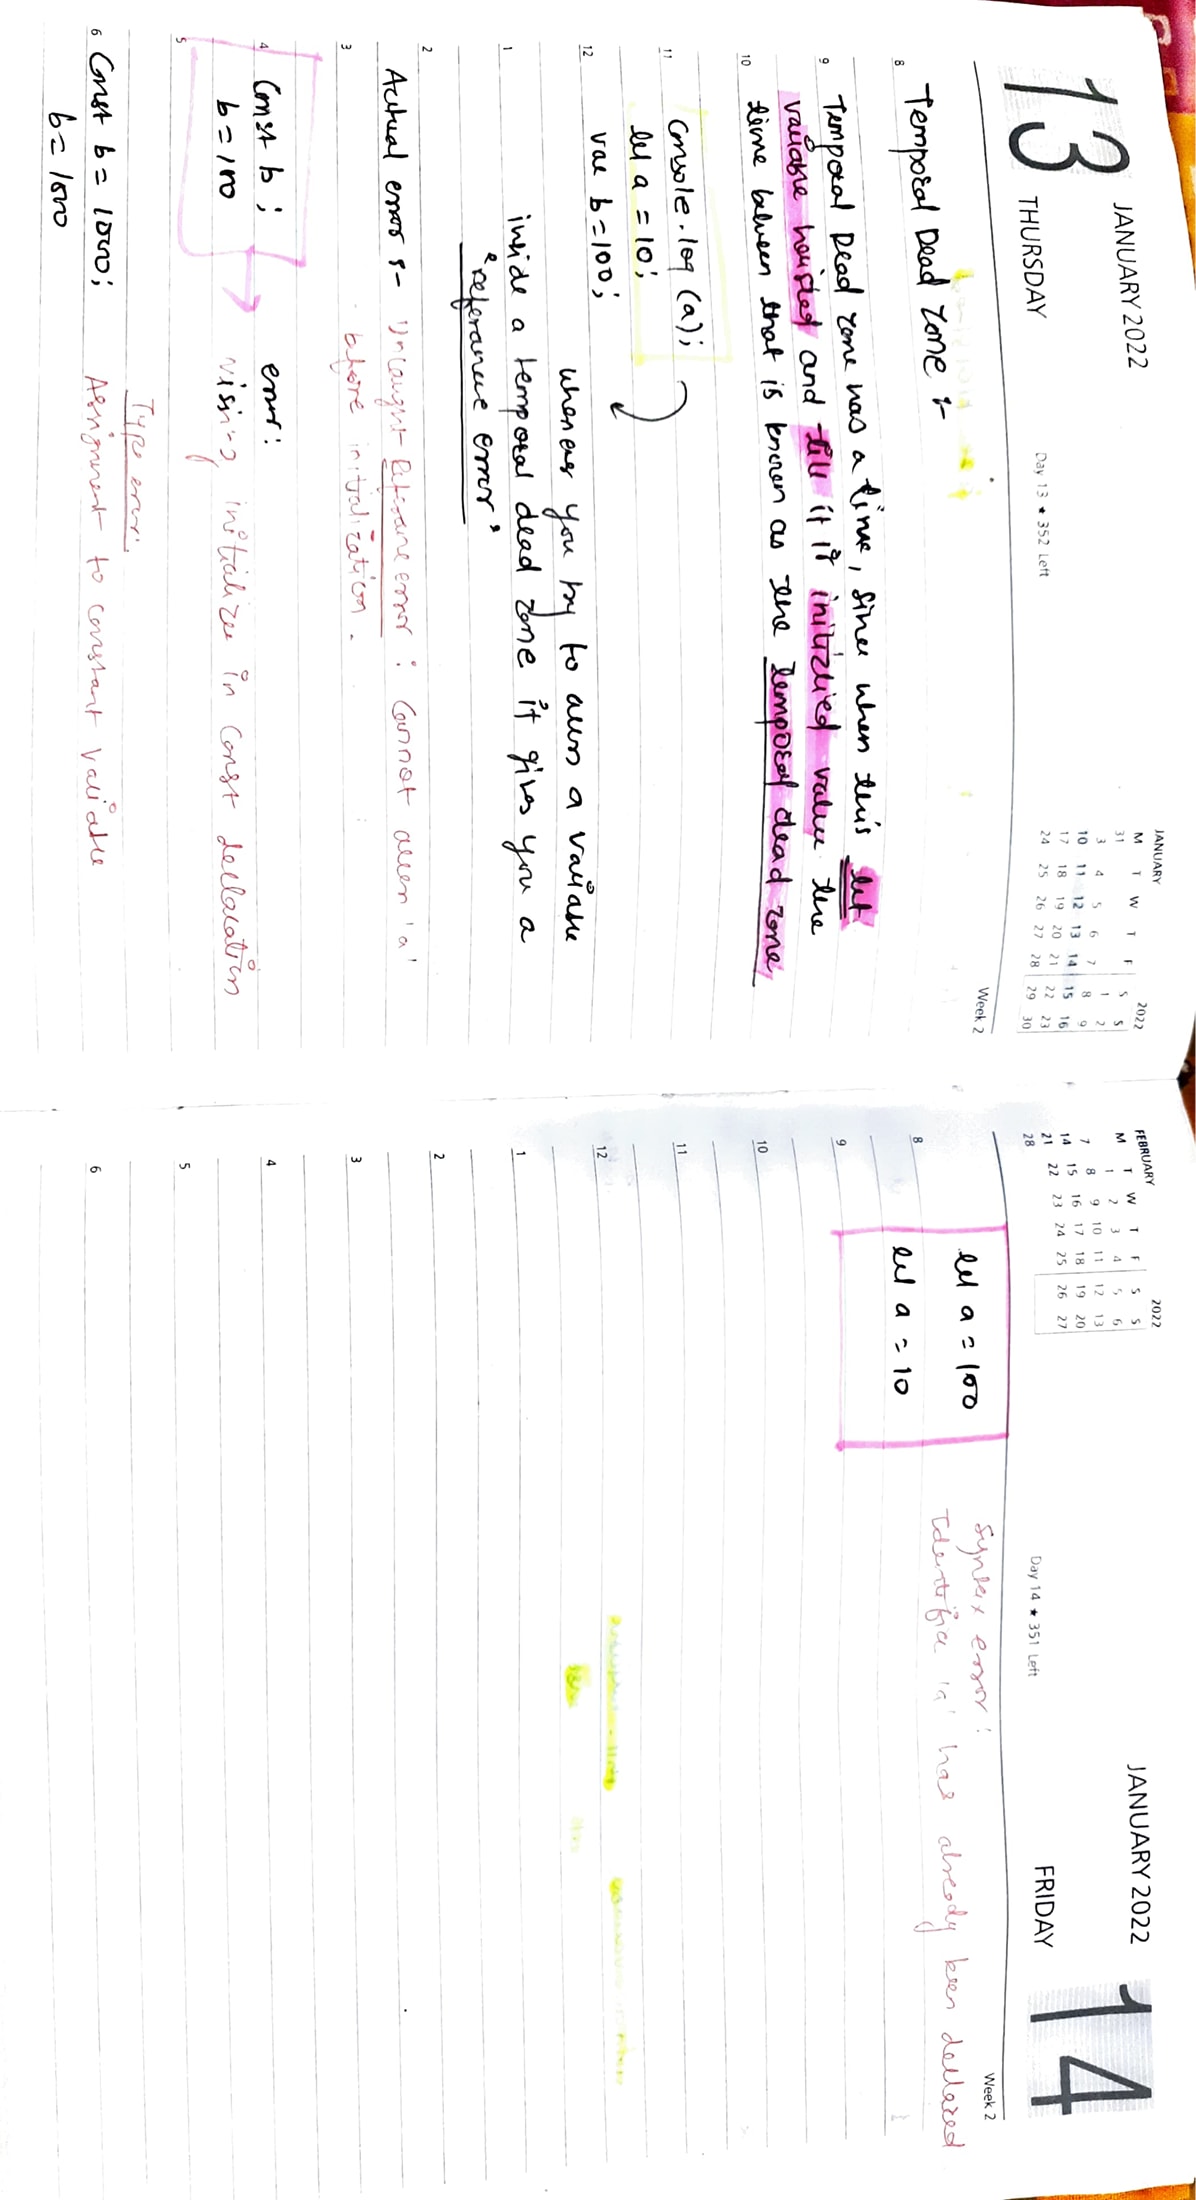 13
JANUARY 2022
THURSDAY
Day 13 ★ 352 Left
JANUARY 2022
M T W T F S S
31 1 2
3 4 5 6 7 8 9
10 11 12 13 14 15 16
17 18 19 20 21 22 23
24 25 26 27 28 29 30
Week 2
Temporal Dead Zone :-
8
Temporal Dead zone has a time, since when this let
9
variable hoisted and till it is initizlied value the
time between that is known as the temporal dead zone
10
console.log (a);
11
let a = 10;
var b = 100;
12
whenever you try to access a variable
inside a temporal dead zone it gives you a
1
"referance error"
2
Actual error :- Uncaught Referance error : Cannot access 'a'
before initialization.
3
Const b ; error:
4
b = 100 initializer in const declaration
5
Type error.
6 Const b = 1000; Assignment to constant variable
b = 1000
FEBRUARY 2022
M T W T F S S
1 2 3 4 5 6
7 8 9 10 11 12 13
14 15 16 17 18 19 20
21 22 23 24 25 26 27
28
JANUARY 2022
14
FRIDAY
Day 14 ★ 351 Left
Week 2
let a = 100 Syntax error :
Identifier 'a' has already been declared
8
let a = 10
9
10
11
12
1
2
3
4
5
6